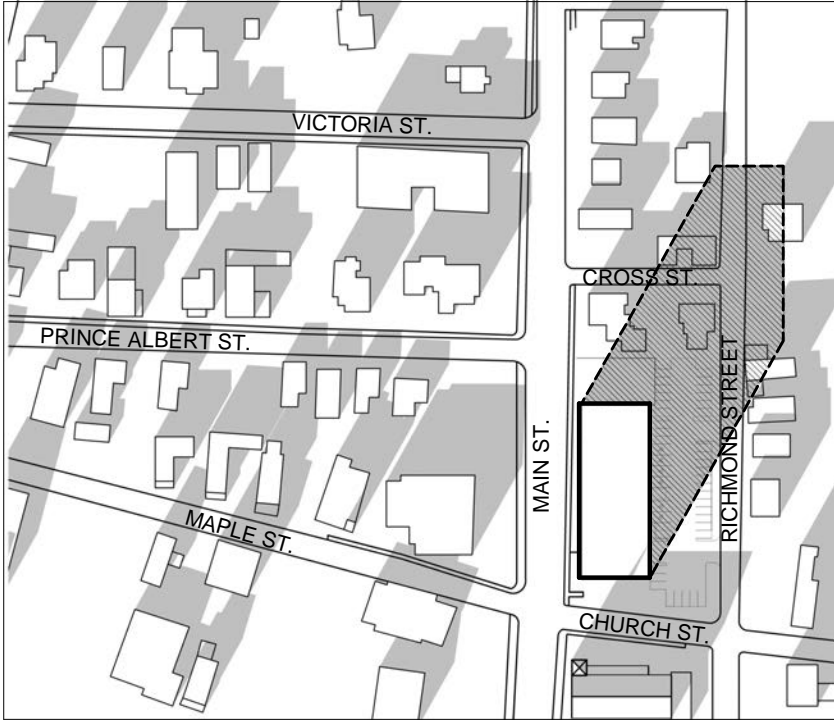 VICTORIA ST.
CROSS ST.
PRINCE ALBERT ST.
RICHMOND STREET
MAIN ST.
MAPLE ST.
CHURCH ST.